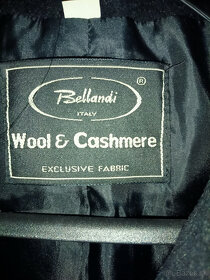 Bellandi ®
ITALY
Wool & Cashmere
EXCLUSIVE FABRIC